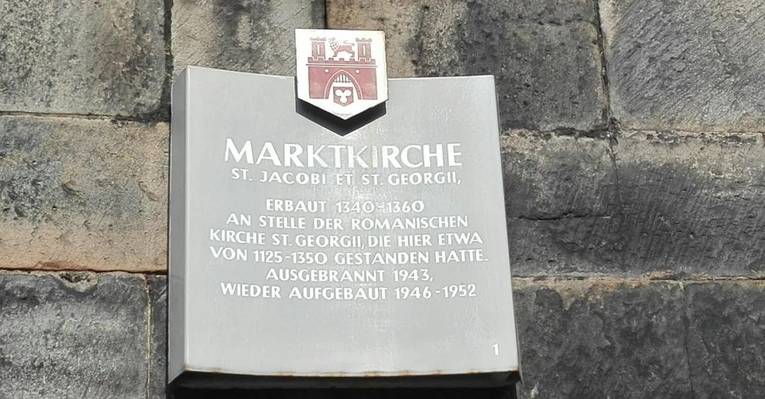 MARKTKIRCHE
ST. JACOBI ET ST. GEORGII,
ERBAUT 1340-1360
AN STELLE DER ROMANISCHEN
KIRCHE ST. GEORGII, DIE HIER ETWA
VON 1125-1350 GESTANDEN HATTE.
AUSGEBRANNT 1943,
WIEDER AUFGEBAUT 1946-1952
1